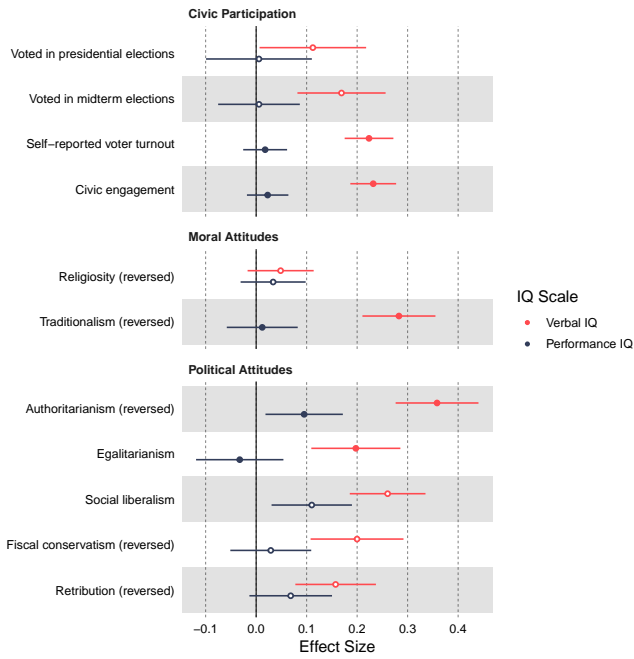 Civic Participation
Voted in presidential elections
Voted in midterm elections
Self−reported voter turnout
Civic engagement
Moral Attitudes
Religiosity (reversed)
Traditionalism (reversed)
Political Attitudes
Authoritarianism (reversed)
Egalitarianism
Social liberalism
Fiscal conservatism (reversed)
Retribution (reversed)
−0.1 0.0 0.1 0.2 0.3 0.4
Effect Size
IQ Scale
Verbal IQ
Performance IQ